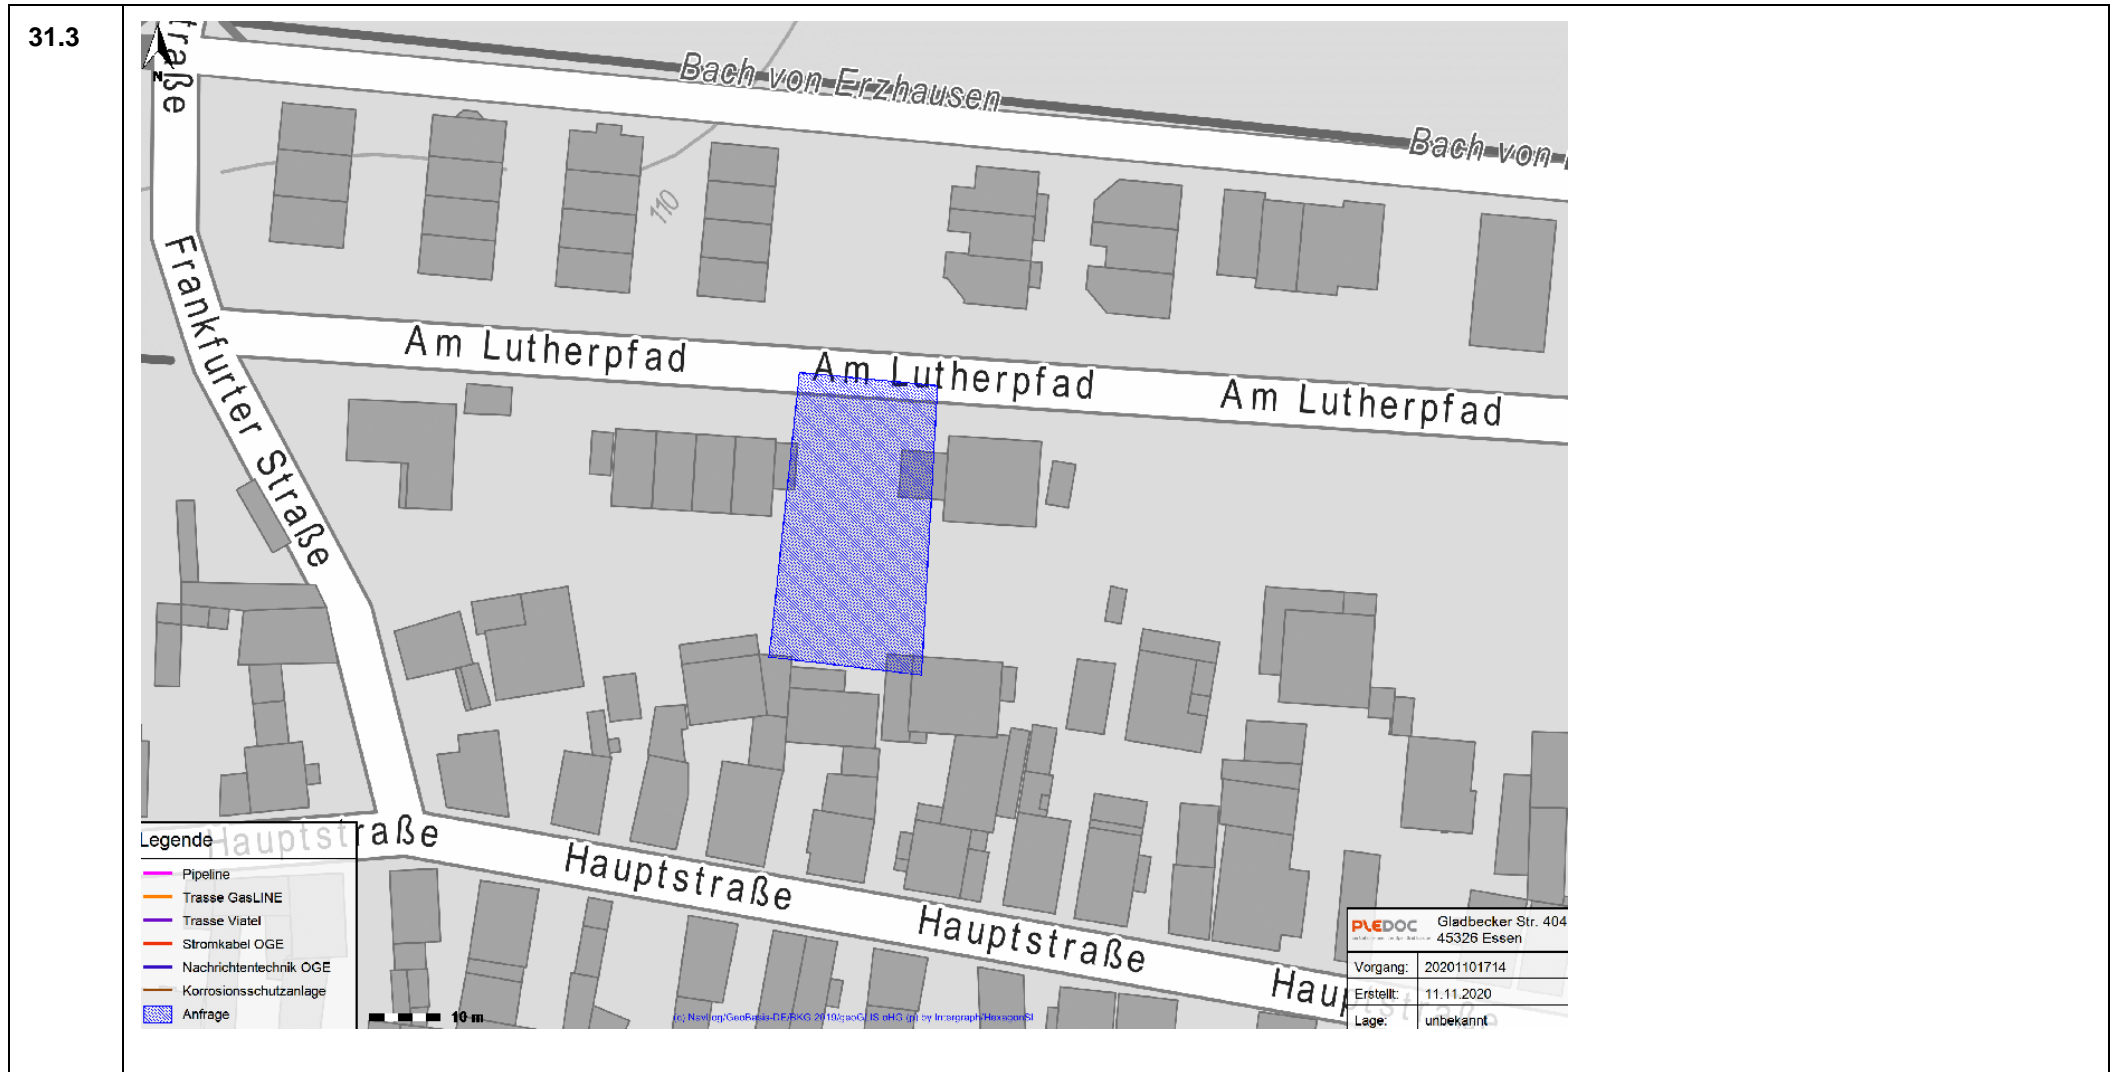 31.3
traße
N
Bach von Erzhausen
Bach von
110
Frankfurter Straße
Am Lutherpfad
Am Lutherpfad
Am Lutherpfad
Hauptstraße
Hauptstraße
Hauptstraße
Hauptstraße
Legende
Pipeline
Trasse GasLINE
Trasse Viatel
Stromkabel OGE
Nachrichtentechnik OGE
Korrosionsschutzanlage
Anfrage
10 m
PLEDOC
Gladbecker Str. 404
45326 Essen
Vorgang: 20201101714
Erstellt: 11.11.2020
Lage: unbekannt